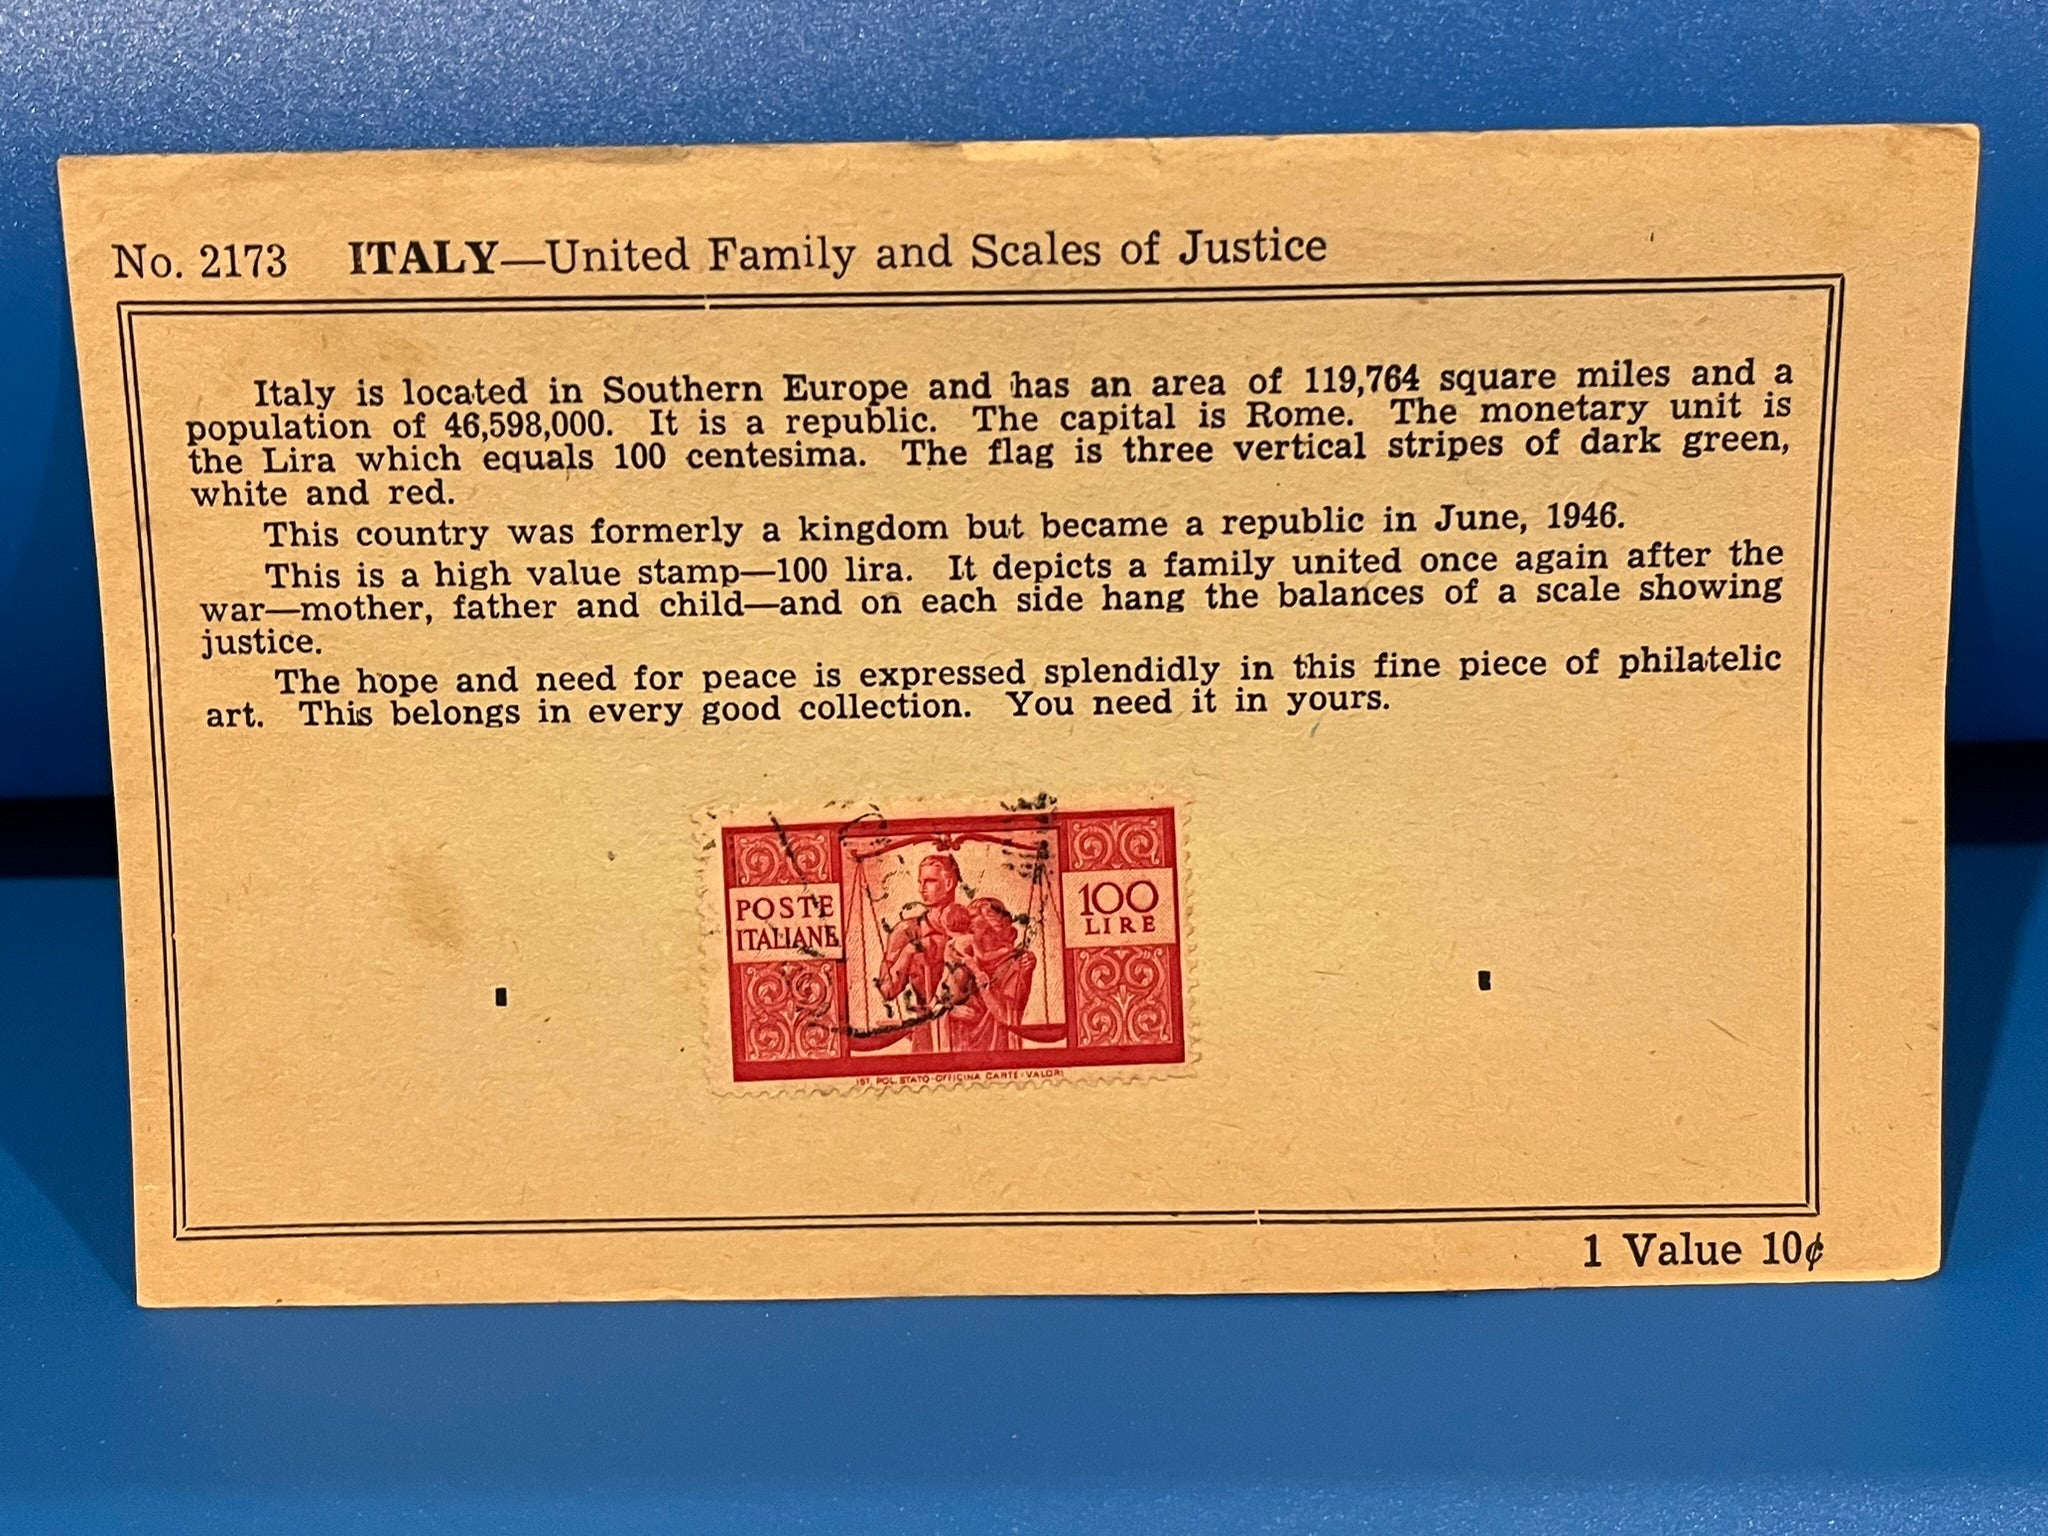 No. 2173 ITALY—United Family and Scales of Justice
Italy is located in Southern Europe and has an area of 119,764 square miles and a
population of 46,598,000. It is a republic. The capital is Rome. The monetary unit is
the Lira which equals 100 centesima. The flag is three vertical stripes of dark green,
white and red.
This country was formerly a kingdom but became a republic in June, 1946.
This is a high value stamp—100 lira. It depicts a family united once again after the
war—mother, father and child—and on each side hang the balances of a scale showing
justice.
The hope and need for peace is expressed splendidly in this fine piece of philatelic
art. This belongs in every good collection. You need it in yours.
POSTE
ITALIANE
100
LIRE
IST. POL. STATO-OFFICINA CARTE-VALORI
1 Value 10¢